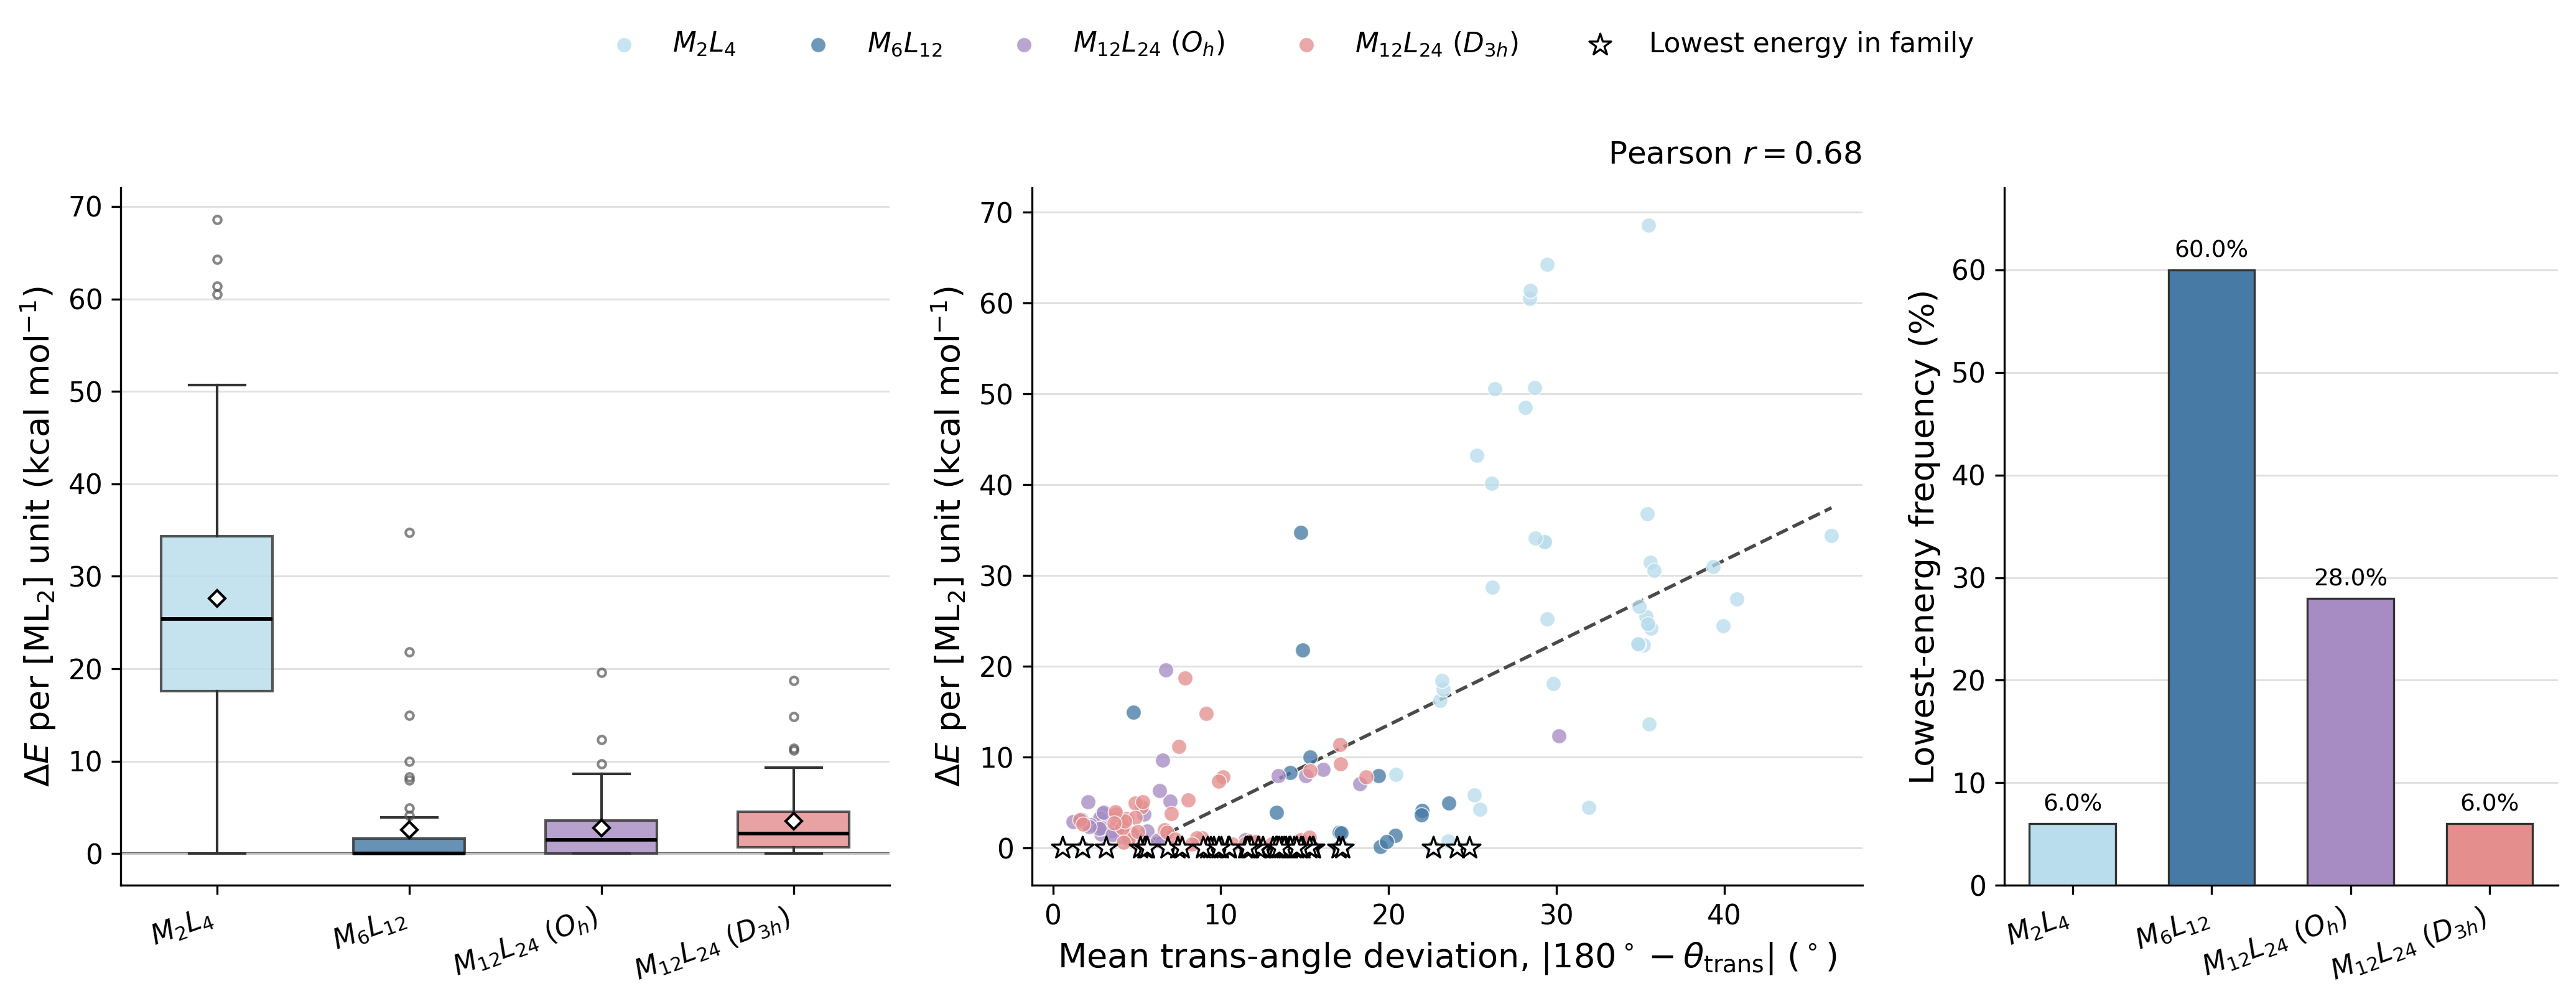 M₂L₄
M₆L₁₂
M₁₂L₂₄ (Oₕ)
M₁₂L₂₄ (D₃ₕ)
Lowest energy in family
ΔE per [ML₂] unit (kcal mol⁻¹)
70
60
50
40
30
20
10
0
M₂L₄
M₆L₁₂
M₁₂L₂₄ (Oₕ)
M₁₂L₂₄ (D₃ₕ)
Pearson r = 0.68
ΔE per [ML₂] unit (kcal mol⁻¹)
70
60
50
40
30
20
10
0
0 10 20 30 40
Mean trans-angle deviation, |180° − θ_trans| (°)
Lowest-energy frequency (%)
60
50
40
30
20
10
0
6.0%
60.0%
28.0%
6.0%
M₂L₄
M₆L₁₂
M₁₂L₂₄ (Oₕ)
M₁₂L₂₄ (D₃ₕ)